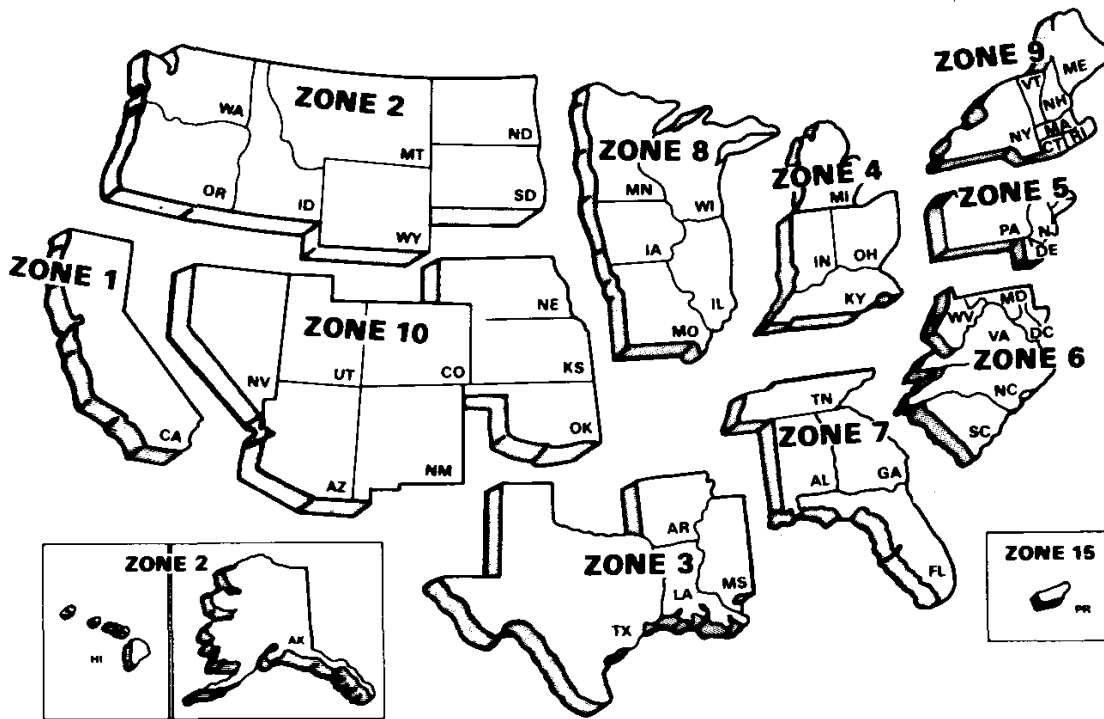 ZONE 9
ME
VT
NH
NY
MA
CT
RI
ZONE 2
WA
MT
ND
OR
ID
WY
SD
ZONE 8
MN
WI
IA
IL
MO
ZONE 4
MI
IN
OH
KY
ZONE 5
PA
NJ
DE
ZONE 1
CA
ZONE 10
NE
NV
UT
CO
KS
OK
AZ
NM
WV
MD
VA
DC
ZONE 6
NC
SC
TN
ZONE 7
AL
GA
FL
AR
ZONE 3
LA
MS
TX
ZONE 2
HI
AK
ZONE 15
PR